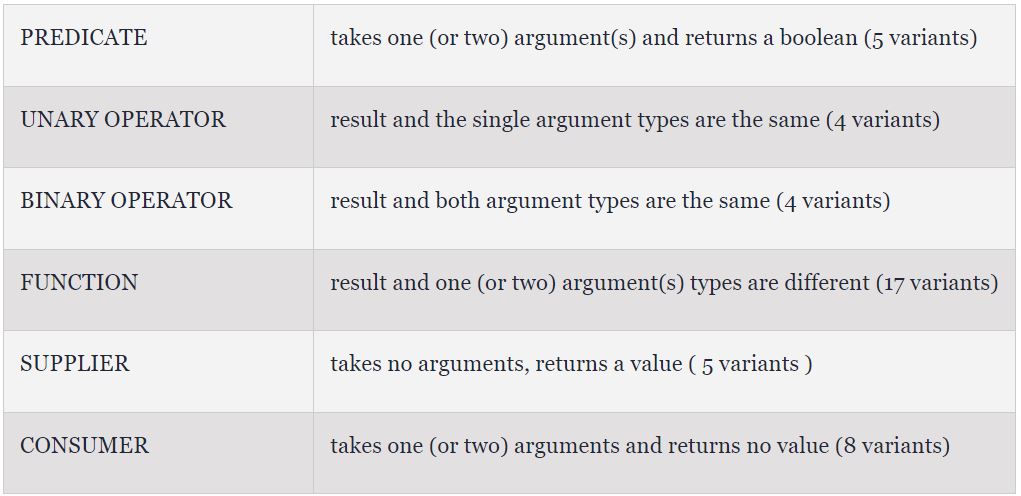 PREDICATE takes one (or two) argument(s) and returns a boolean (5 variants)
UNARY OPERATOR result and the single argument types are the same (4 variants)
BINARY OPERATOR result and both argument types are the same (4 variants)
FUNCTION result and one (or two) argument(s) types are different (17 variants)
SUPPLIER takes no arguments, returns a value ( 5 variants )
CONSUMER takes one (or two) arguments and returns no value (8 variants)